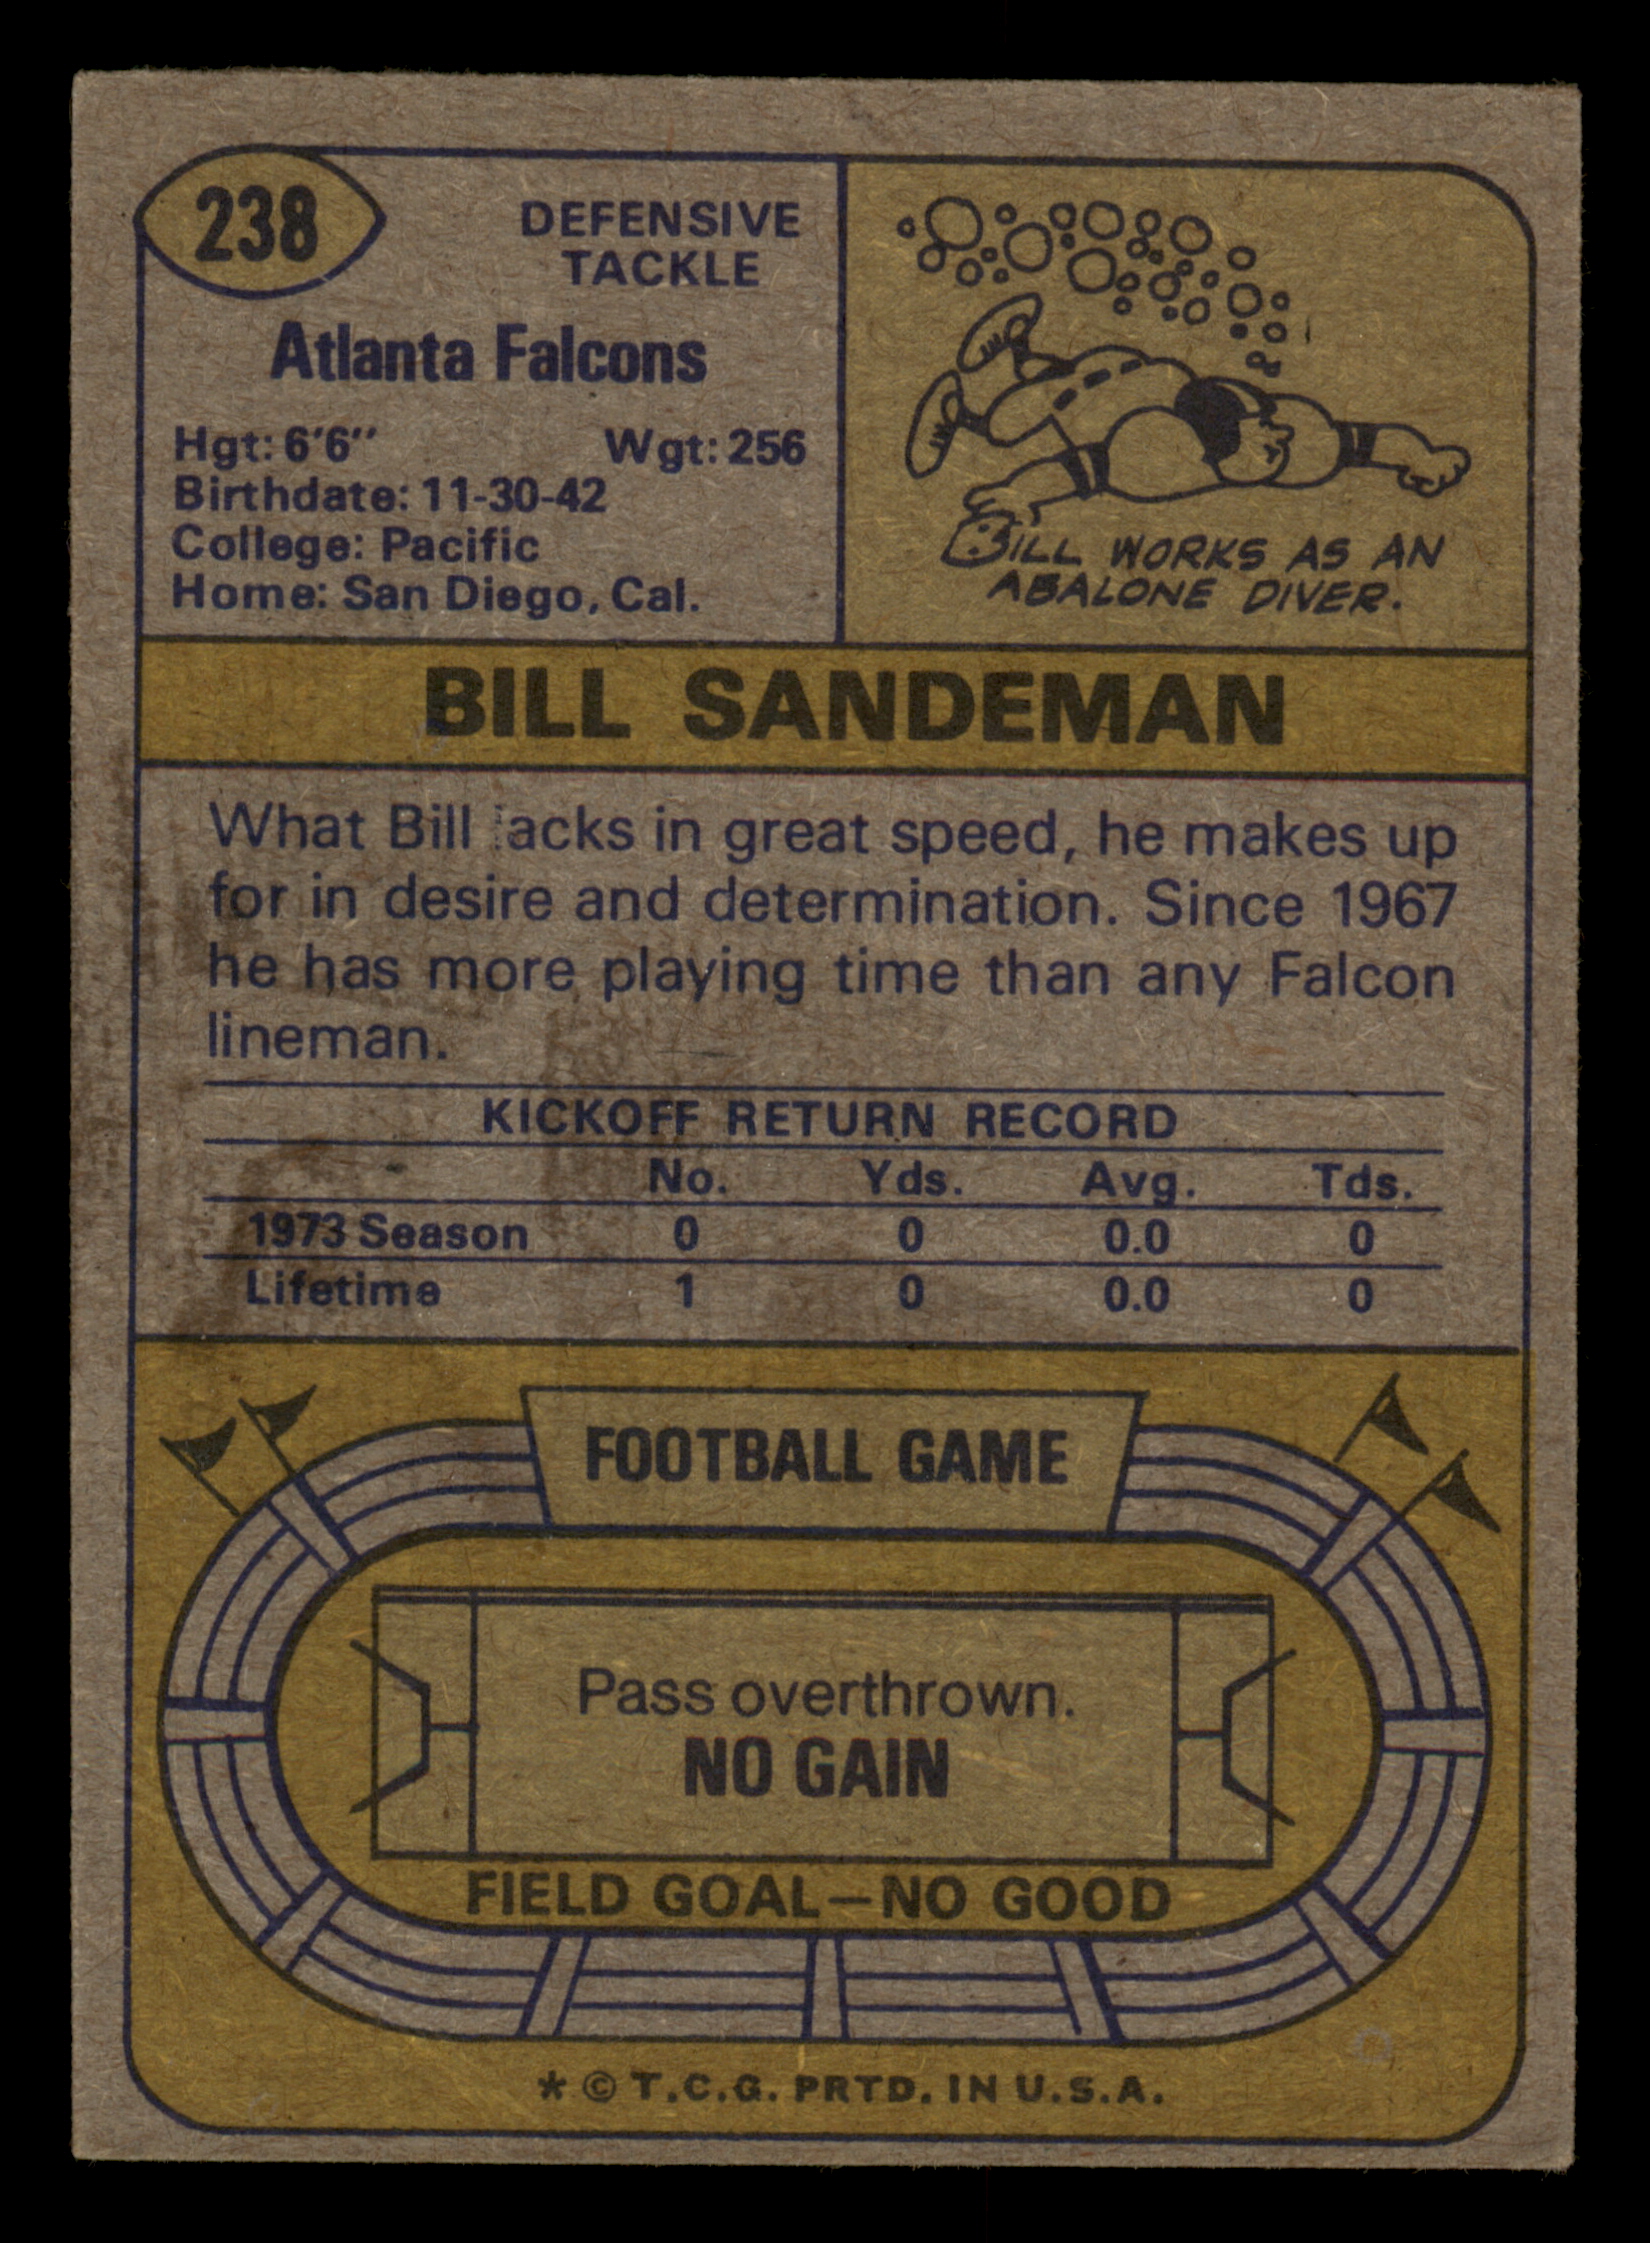 238
DEFENSIVE
TACKLE
Atlanta Falcons
Hgt: 6'6" Wgt: 256
Birthdate: 11-30-42
College: Pacific
Home: San Diego, Cal.
BILL WORKS AS AN
ABALONE DIVER.
BILL SANDEMAN
What Bill lacks in great speed, he makes up
for in desire and determination. Since 1967
he has more playing time than any Falcon
lineman.
KICKOFF RETURN RECORD
No. Yds. Avg. Tds.
1973 Season 0 0 0.0 0
Lifetime 1 0 0.0 0
FOOTBALL GAME
Pass overthrown.
NO GAIN
FIELD GOAL—NO GOOD
* © T.C.G. PRTD. IN U.S.A.